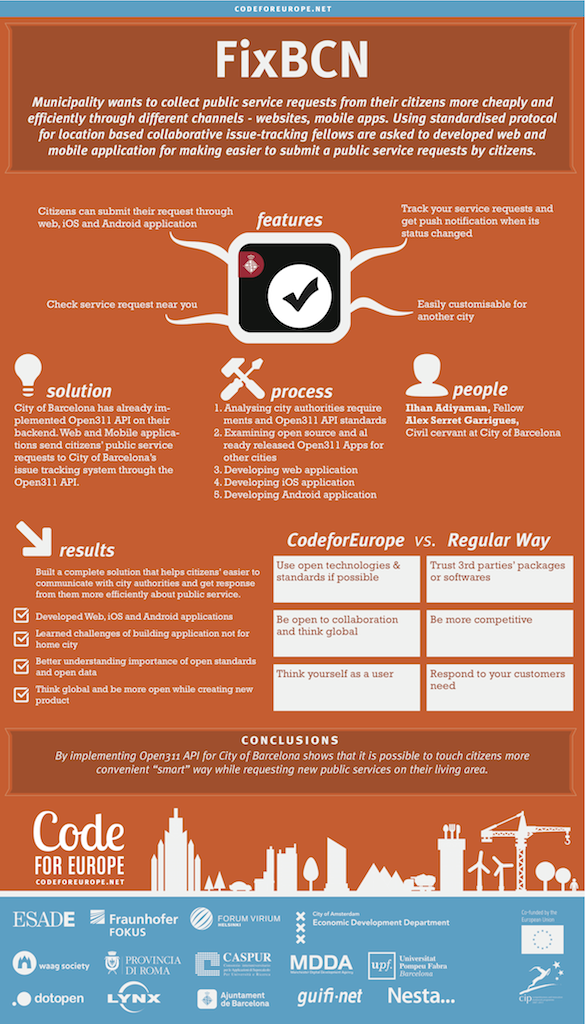 CODEFOREUROPE.NET
FixBCN
Municipality wants to collect public service requests from their citizens more cheaply and
efficiently through different channels - websites, mobile apps. Using standardised protocol
for location based collaborative issue-tracking fellows are asked to developed web and
mobile application for making easier to submit a public service requests by citizens.
features
Citizens can submit their request through
web, iOS and Android application
Track your service requests and
get push notification when its
status changed
Check service request near you
Easily customisable for
another city
solution
City of Barcelona has already im-
plemented Open311 API on their
backend. Web and Mobile applica-
tions send citizens' public service
requests to City of Barcelona's
issue tracking system through the
Open311 API.
process
1. Analysing city authorities require
ments and Open311 API standards
2. Examining open source and al
ready released Open311 Apps for
other cities
3. Developing web application
4. Developing iOS application
5. Developing Android application
people
Ilhan Adiyaman, Fellow
Alex Serret Garrigues,
Civil cervant at City of Barcelona
results
Built a complete solution that helps citizens' easier to
communicate with city authorities and get response
from them more efficiently about public service.
Developed Web, iOS and Android applications
Learned challenges of building application not for
home city
Better understanding importance of open standards
and open data
Think global and be more open while creating new
product
CodeforEurope vs. Regular Way
Use open technologies &
standards if possible
Trust 3rd parties' packages
or softwares
Be open to collaboration
and think global
Be more competitive
Think yourself as a user
Respond to your customers
need
CONCLUSIONS
By implementing Open311 API for City of Barcelona shows that it is possible to touch citizens more
convenient "smart" way while requesting new public services on their living area.
Code
FOR EUROPE
CODEFOREUROPE.NET
ESADE
Fraunhofer
FOKUS
FORUM VIRIUM
HELSINKI
City of Amsterdam
Economic Development Department
Co-funded by the
European Union
waag society
PROVINCIA
DI ROMA
CASPUR
MDDA
Manchester Digital Development Agency
upf.
Universitat
Pompeu Fabra
Barcelona
dotopen
LYNX
Ajuntament
de Barcelona
guifi·net
Nesta...
cip